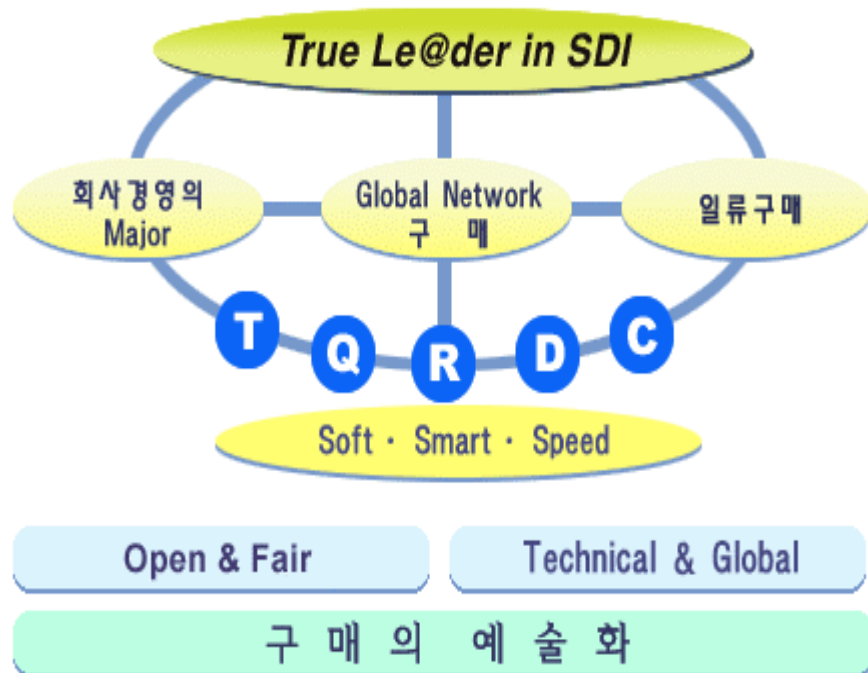 True Le@der in SDI
회사경영의
Major
Global Network
구 매
일류구매
T Q R D C
Soft · Smart · Speed
Open & Fair
Technical & Global
구 매 의 예 술 화